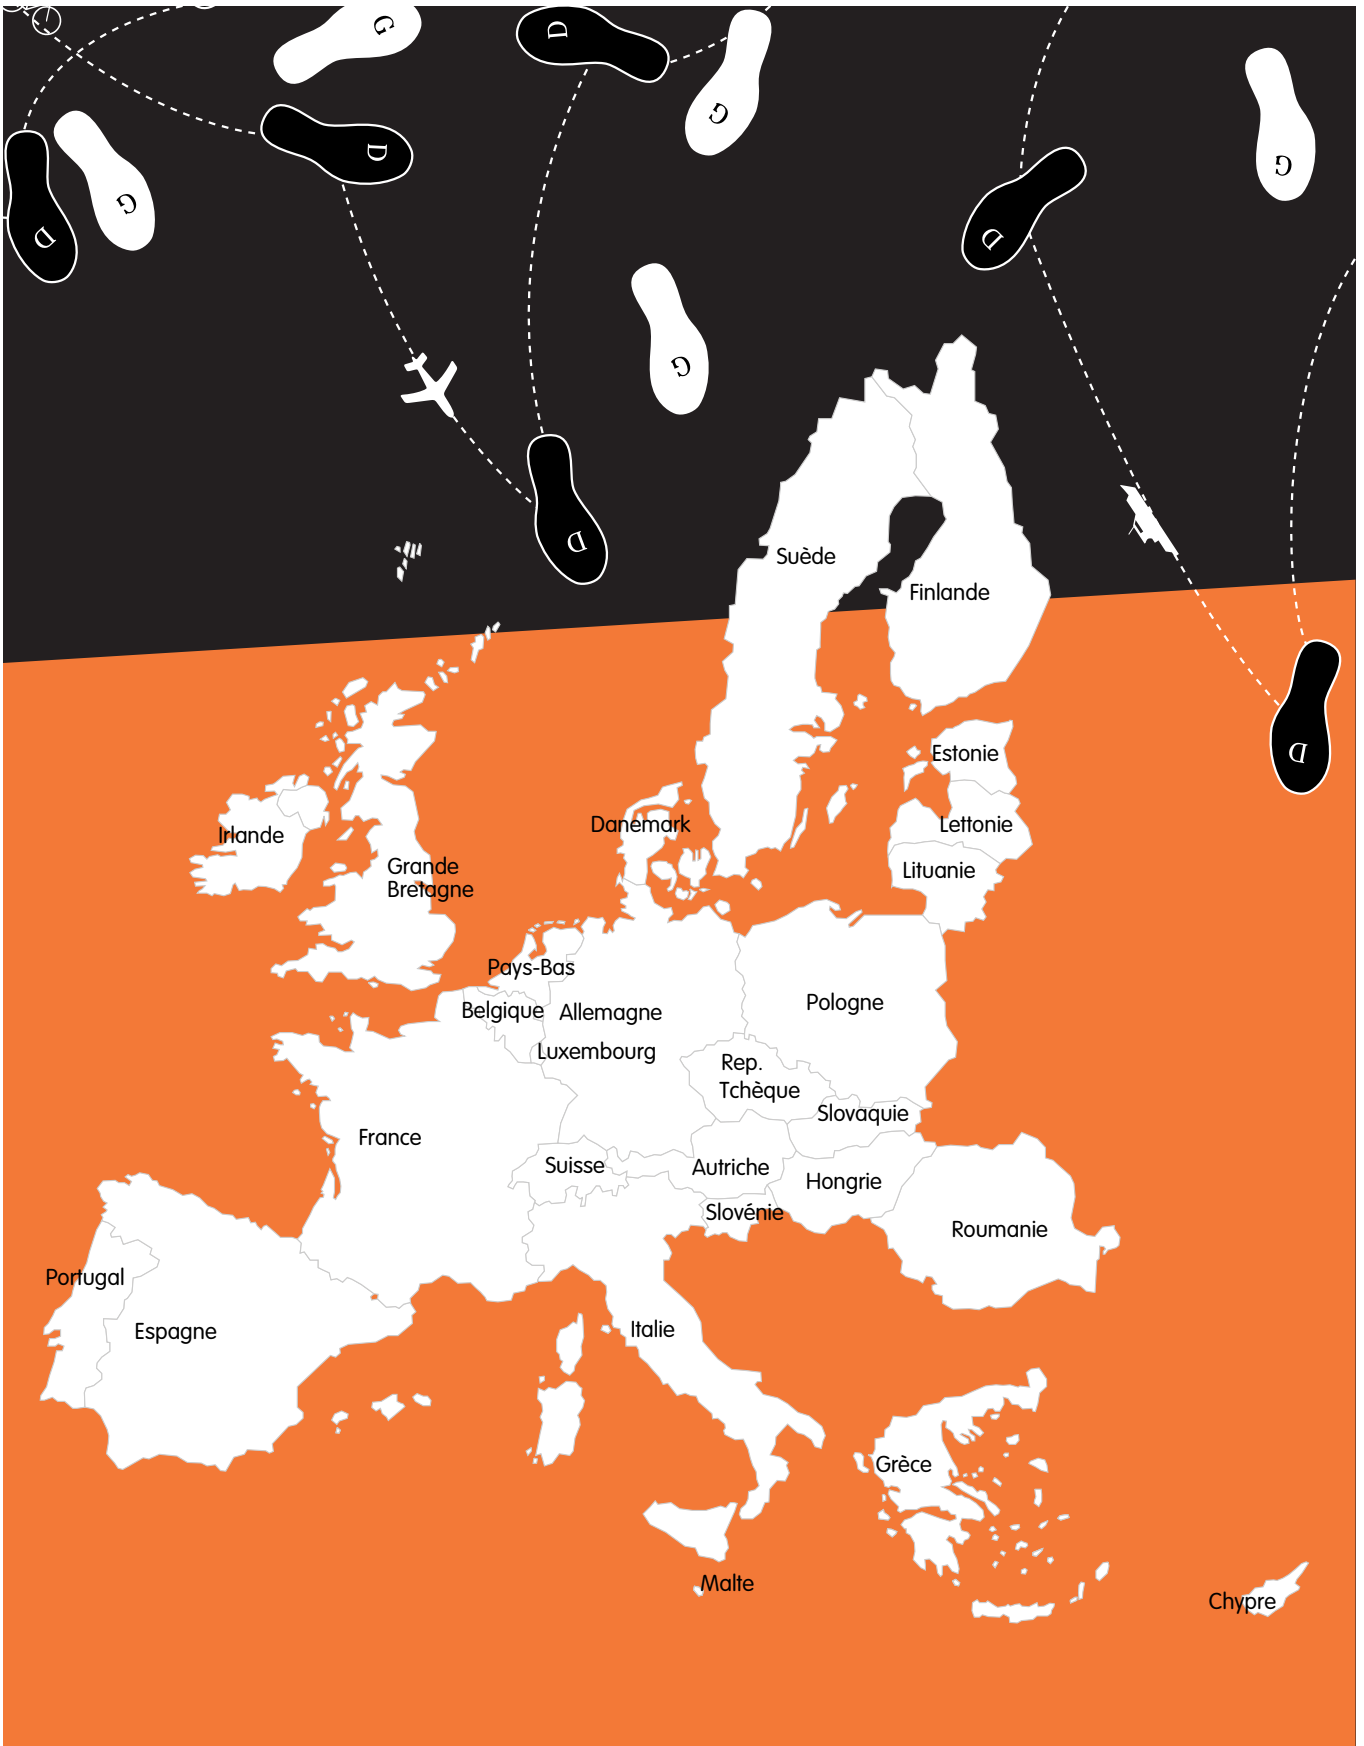 G
D
G
G
D
G
D
D
D
G
D
Suède
Finlande
D
Estonie
Danemark
Lettonie
Irlande
Grande
Bretagne
Lituanie
Pays-Bas
Pologne
Belgique
Allemagne
Luxembourg
Rep.
Tchèque
Slovaquie
France
Suisse
Autriche
Hongrie
Slovénie
Roumanie
Portugal
Espagne
Italie
Grèce
Malte
Chypre